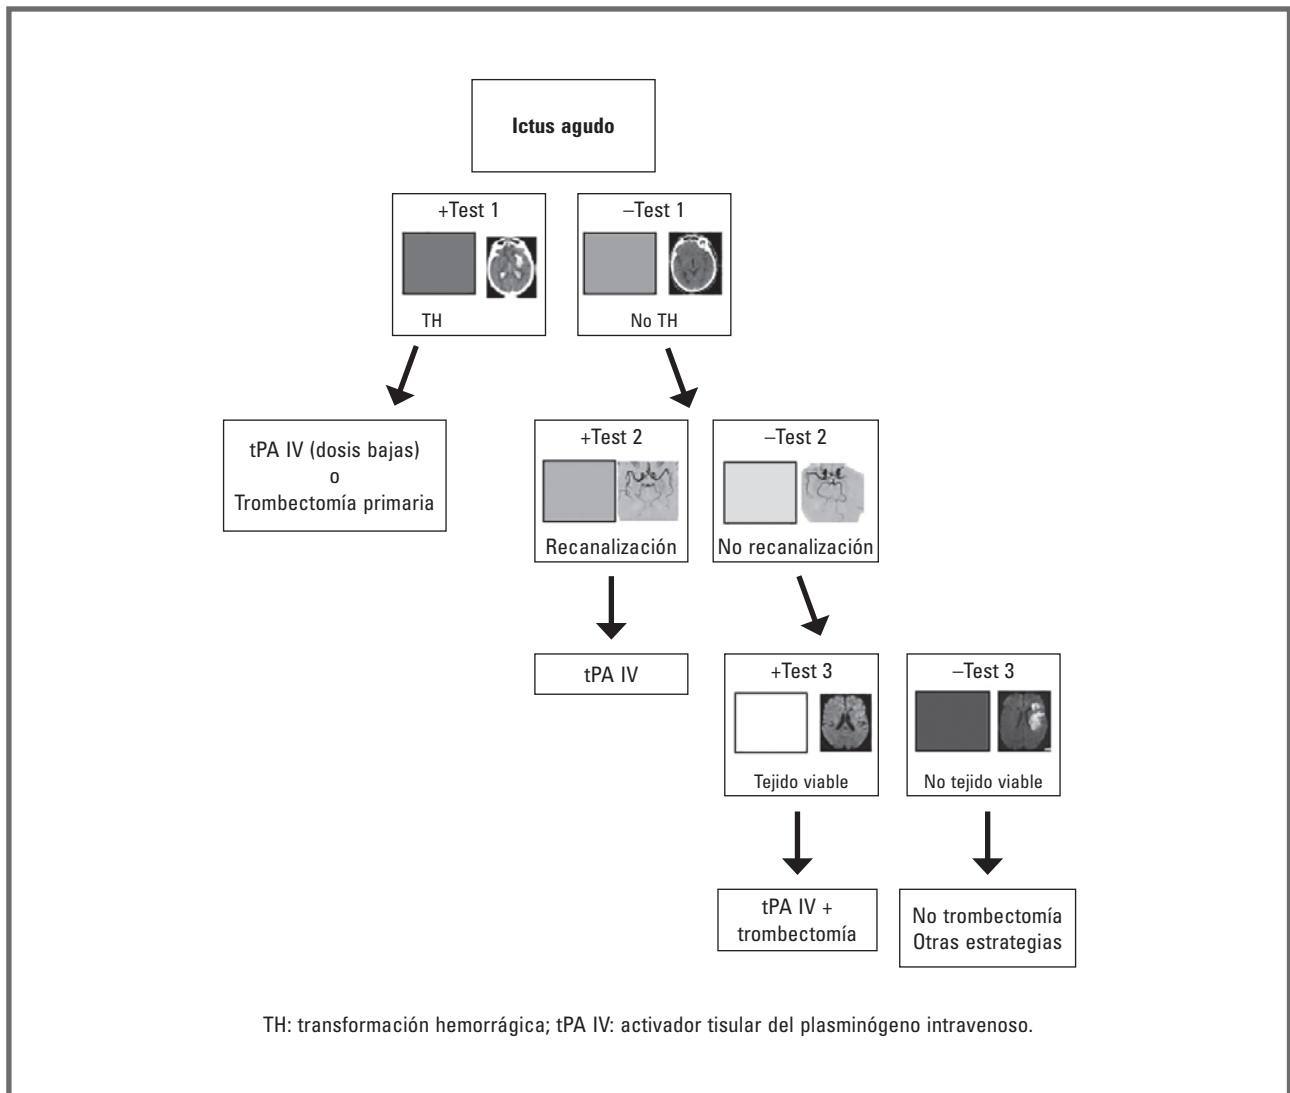 Ictus agudo
+Test 1
–Test 1
TH
No TH
tPA IV (dosis bajas)
o
Trombectomía primaria
+Test 2
–Test 2
Recanalización
No recanalización
tPA IV
+Test 3
–Test 3
Tejido viable
No tejido viable
tPA IV +
trombectomía
No trombectomía
Otras estrategias
TH: transformación hemorrágica; tPA IV: activador tisular del plasminógeno intravenoso.